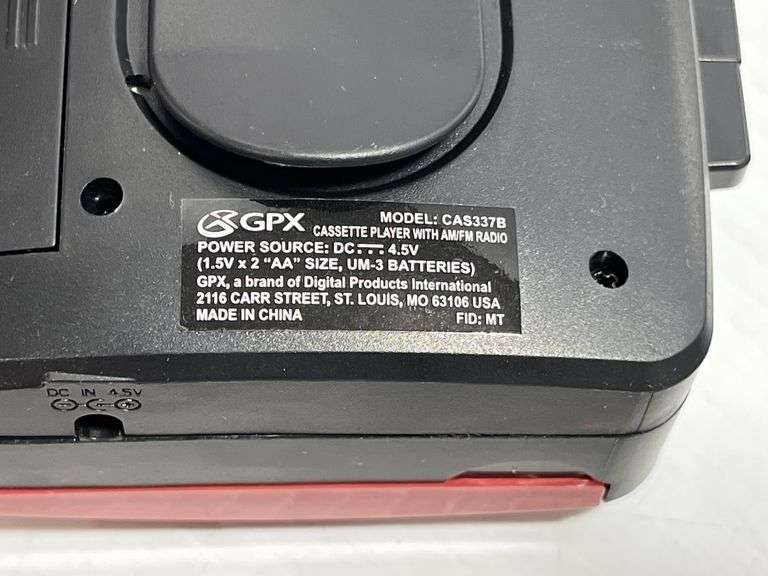 GPX MODEL: CAS337B
CASSETTE PLAYER WITH AM/FM RADIO
POWER SOURCE: DC 4.5V
(1.5V x 2 “AA” SIZE, UM-3 BATTERIES)
GPX, a brand of Digital Products International
2116 CARR STREET, ST. LOUIS, MO 63106 USA
MADE IN CHINA FID: MT
DC IN 4.5V